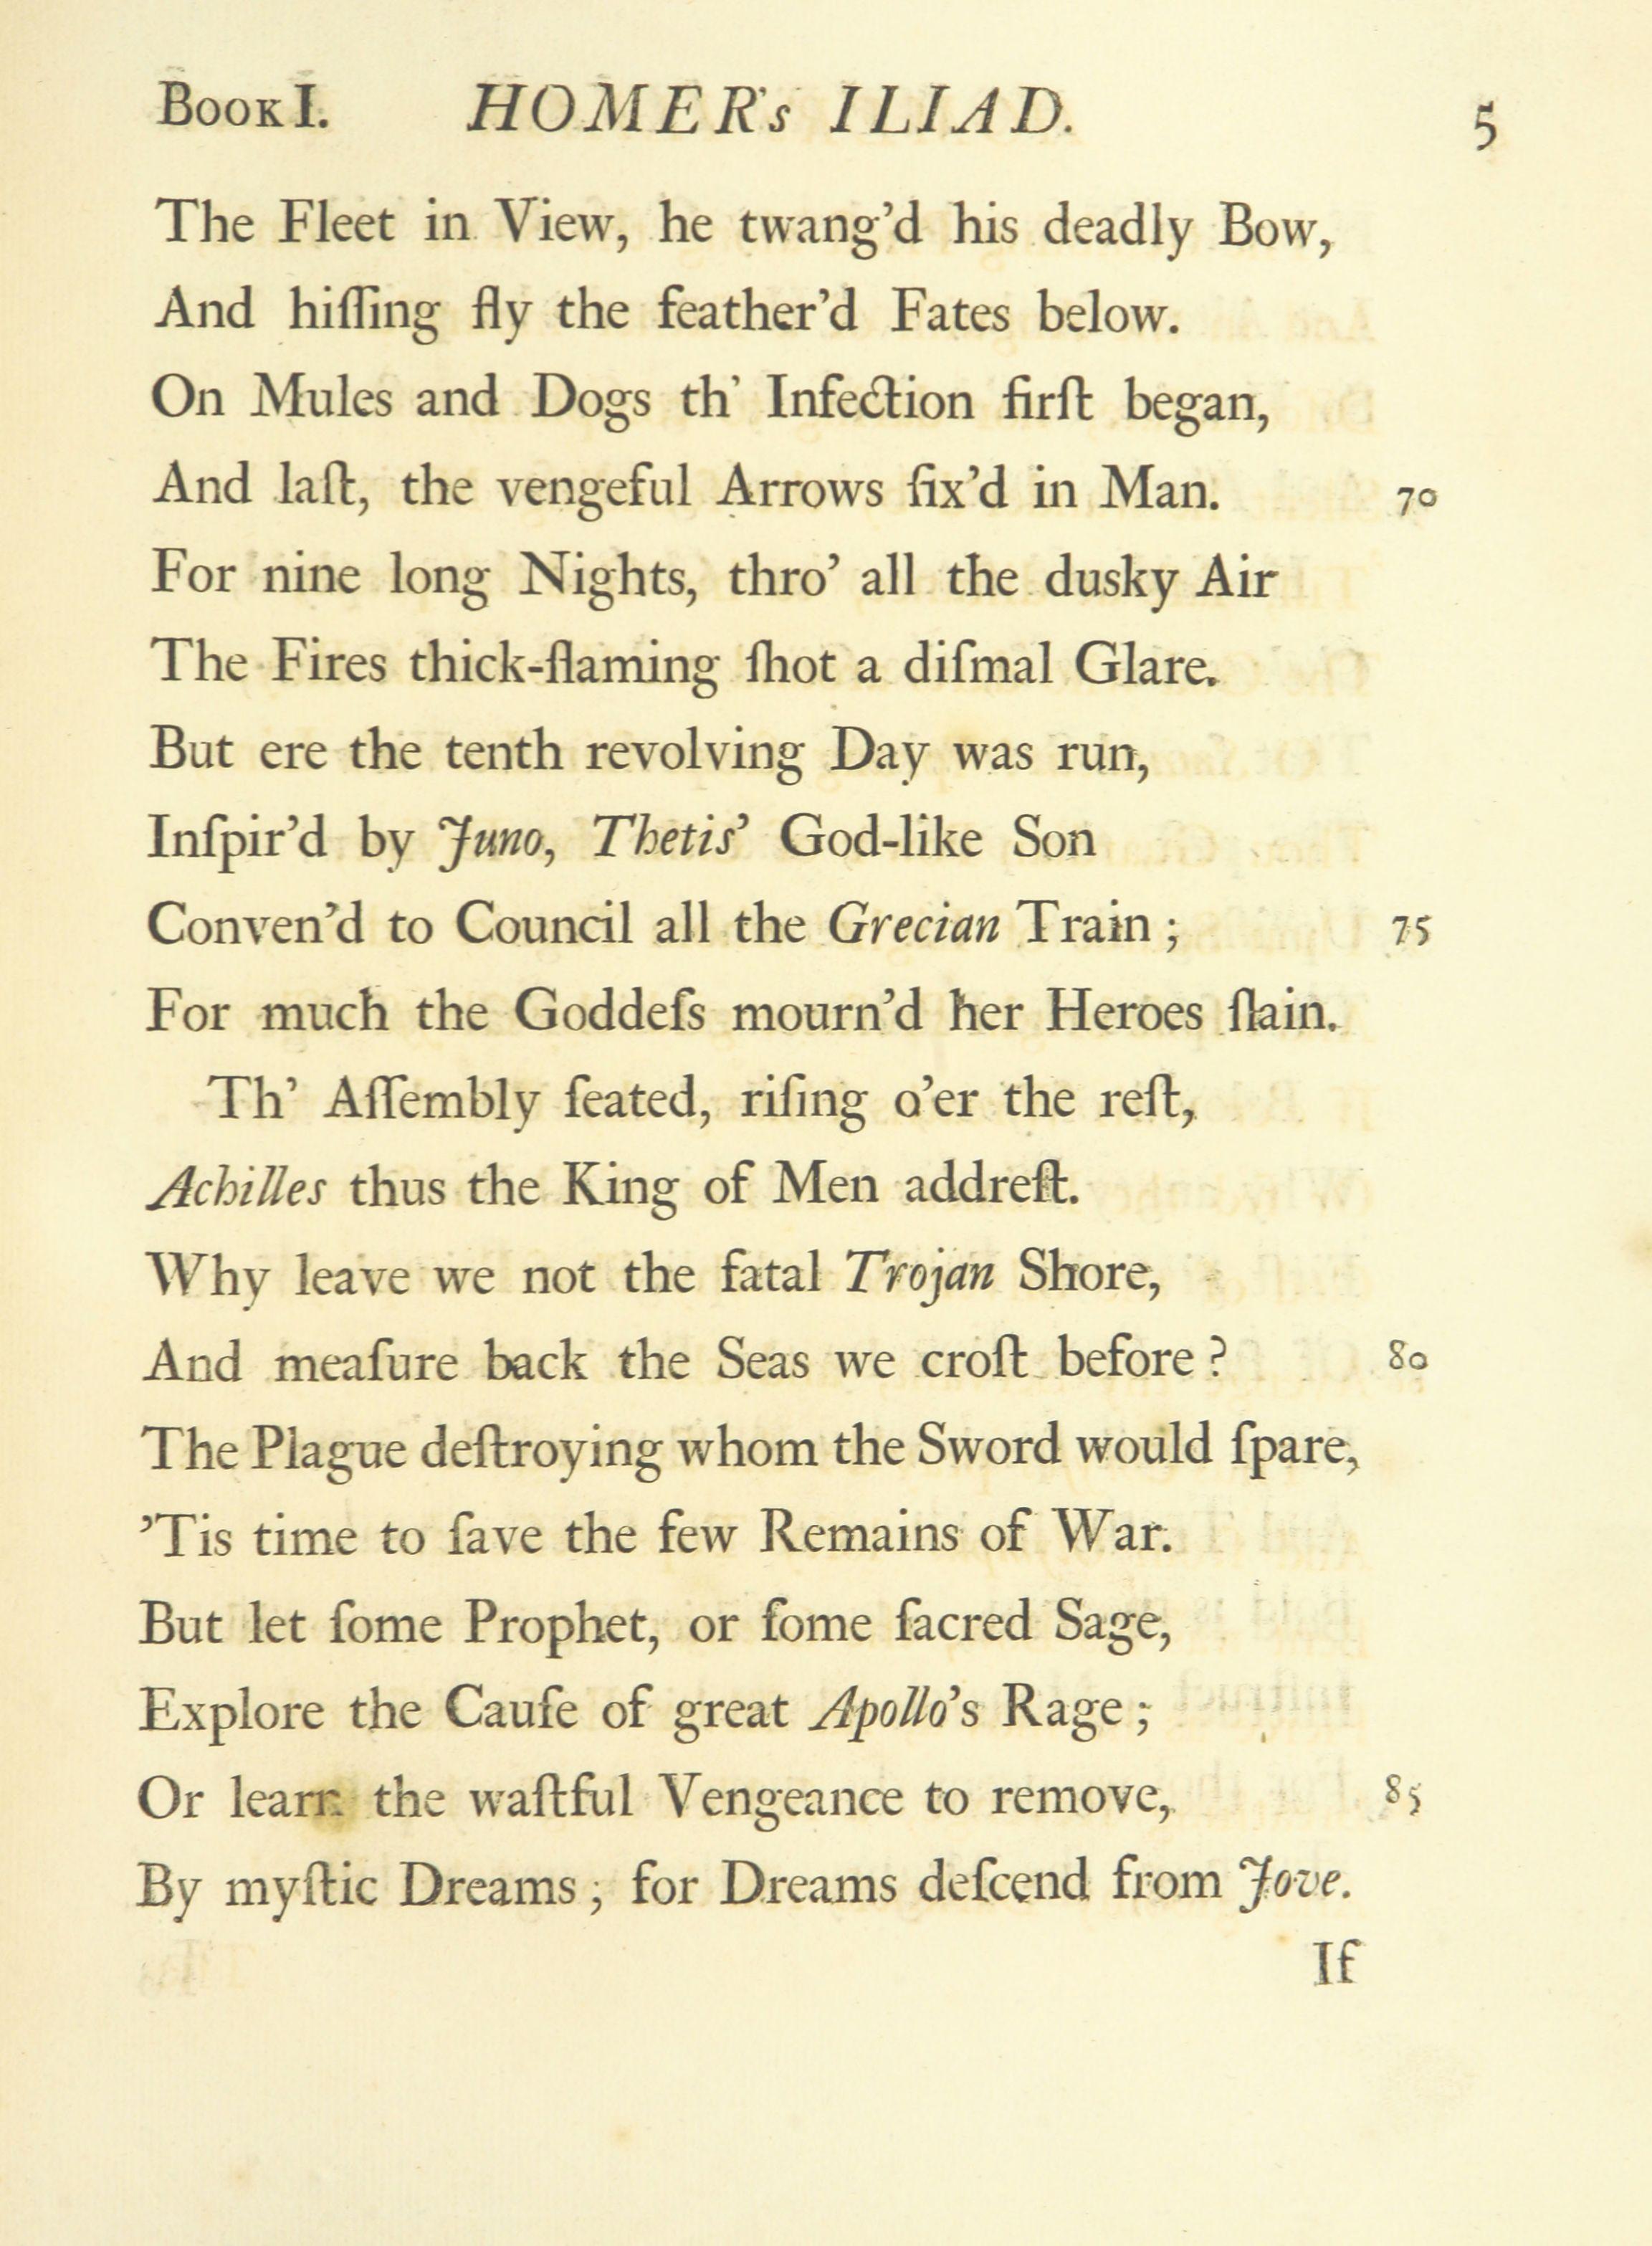 Book I. HOMER's ILIAD. 5
The Fleet in View, he twang'd his deadly Bow,
And hiſſing fly the feather'd Fates below.
On Mules and Dogs th' Infection firſt began,
And laſt, the vengeful Arrows fix'd in Man. 70
For nine long Nights, thro' all the dusky Air
The Fires thick-flaming ſhot a diſmal Glare.
But ere the tenth revolving Day was run,
Inſpir'd by Juno, Thetis' God-like Son
Conven'd to Council all the Grecian Train; 75
For much the Goddeſs mourn'd her Heroes ſlain.
Th' Aſſembly ſeated, riſing o'er the reſt,
Achilles thus the King of Men addreſt.
Why leave we not the fatal Trojan Shore,
And meaſure back the Seas we croſt before? 80
The Plague deſtroying whom the Sword would ſpare,
'Tis time to ſave the few Remains of War.
But let ſome Prophet, or ſome ſacred Sage,
Explore the Cauſe of great Apollo's Rage;
Or learn the waſtful Vengeance to remove, 85
By myſtic Dreams; for Dreams deſcend from Jove.
If